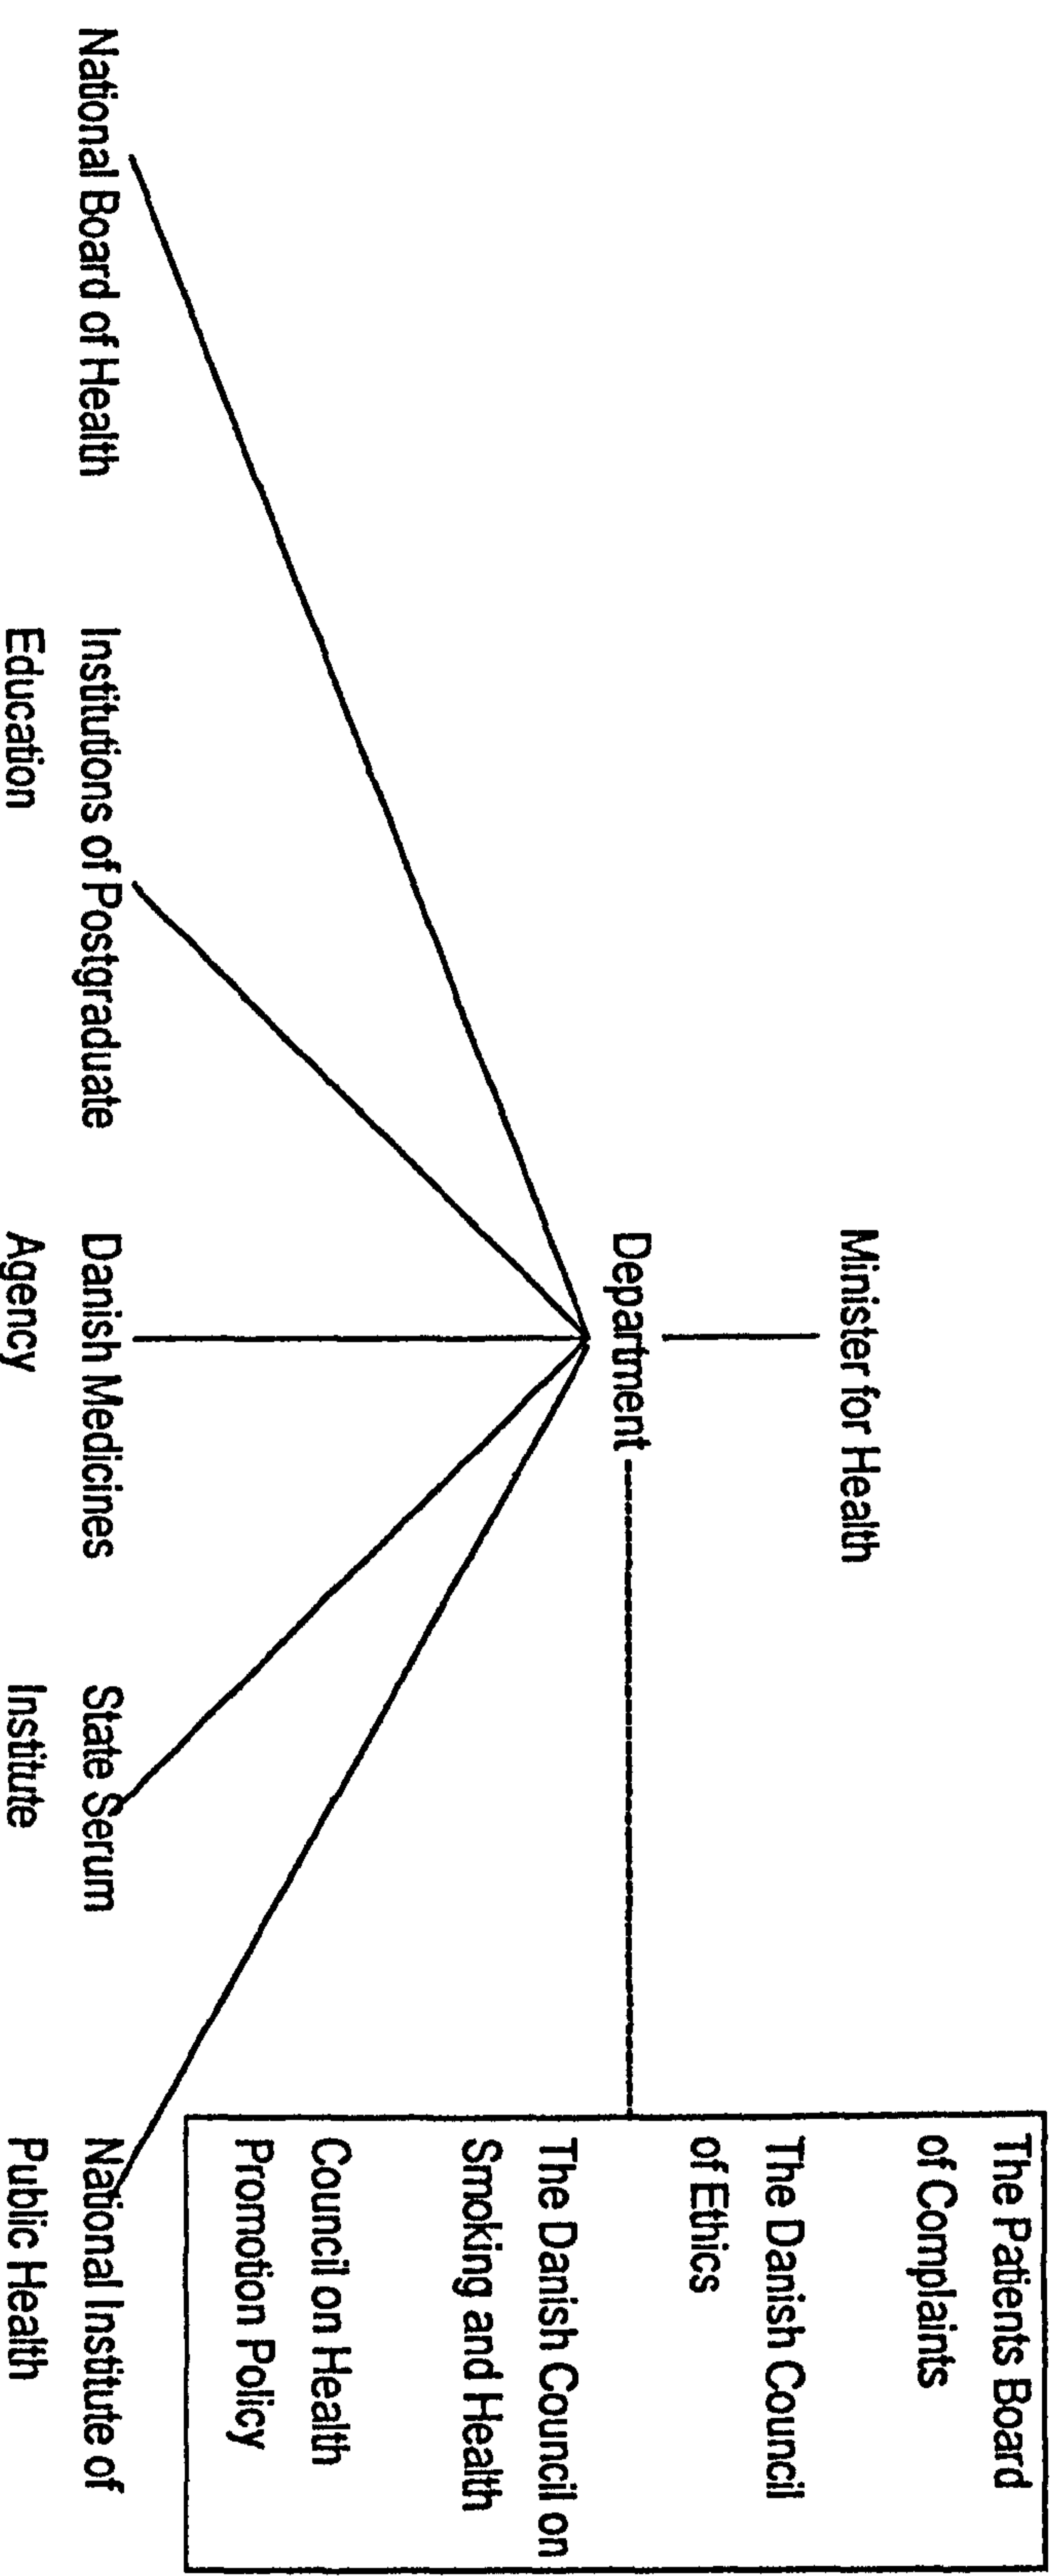 Minister for Health
Department
The Patients Board
of Complaints
The Danish Council
of Ethics
The Danish Council on
Smoking and Health
Council on Health
Promotion Policy
National Board of Health
Institutions of Postgraduate
Education
Danish Medicines
Agency
State Serum
Institute
National Institute of
Public Health